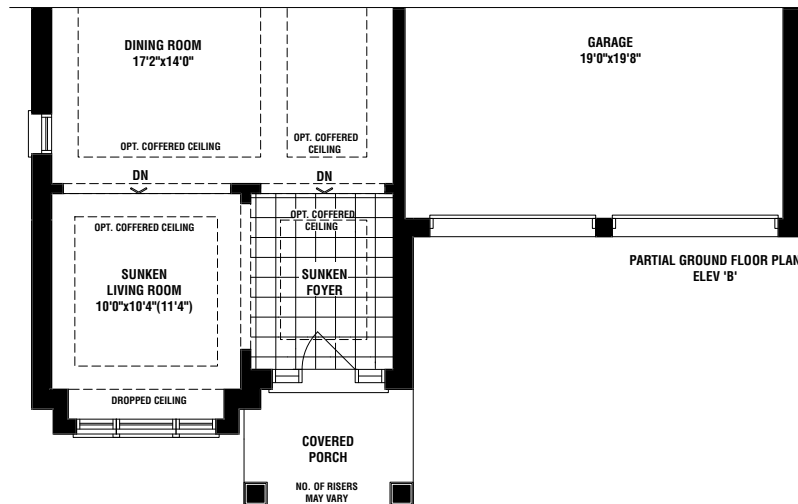 DINING ROOM
17'2"x14'0"
GARAGE
19'0"x19'8"
OPT. COFFERED CEILING
OPT. COFFERED
CEILING
DN
DN
OPT. COFFERED CEILING
OPT. COFFERED
CEILING
SUNKEN
LIVING ROOM
10'0"x10'4"(11'4")
SUNKEN
FOYER
PARTIAL GROUND FLOOR PLAN
ELEV 'B'
DROPPED CEILING
COVERED
PORCH
NO. OF RISERS
MAY VARY